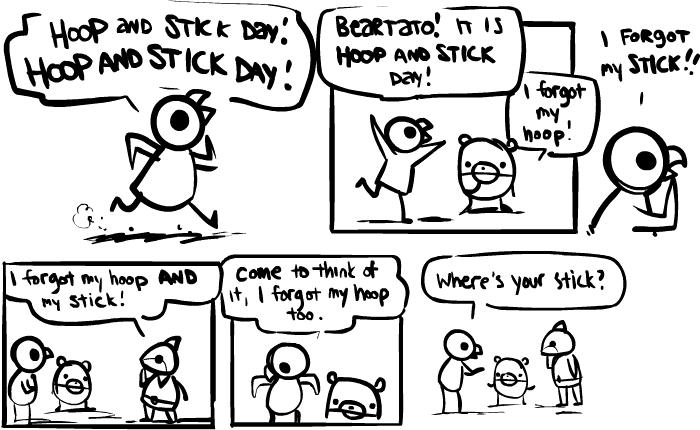 HOOP AND STICK DAY!
HOOP AND STICK DAY!
BEARTATO! IT IS
HOOP AND STICK
DAY!
I forgot
my
hoop!
I FORGOT
my STICK!!
I forgot my hoop AND
my STICK!
Come to think of
it, I forgot my hoop
too.
Where's your stick?